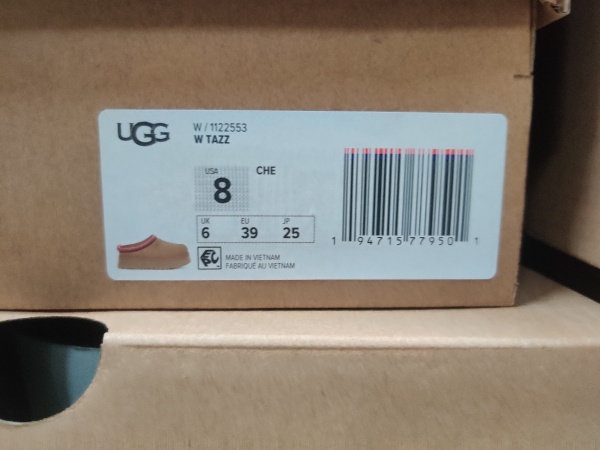 UGG
W / 1122553
W TAZZ
USA
8
CHE
UK EU JP
6 39 25
MADE IN VIETNAM
FABRIQUÉ AU VIETNAM
1 94715 77950 1